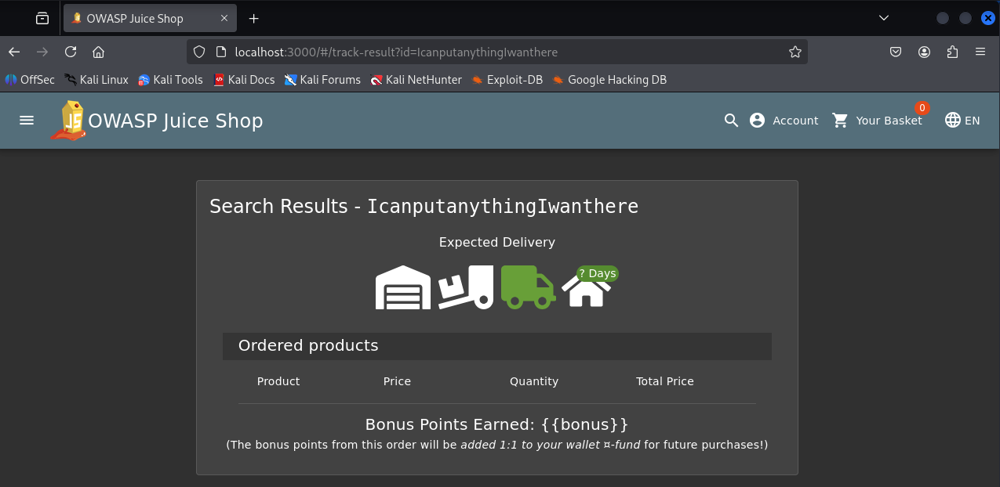 OWASP Juice Shop
localhost:3000/#/track-result?id=IcanputanythingIwanthere
OffSec Kali Linux Kali Tools Kali Docs Kali Forums Kali NetHunter Exploit-DB Google Hacking DB
OWASP Juice Shop Account Your Basket 0 EN
Search Results - IcanputanythingIwanthere
Expected Delivery
? Days
Ordered products
Product Price Quantity Total Price
Bonus Points Earned: {{bonus}}
(The bonus points from this order will be added 1:1 to your wallet ¤-fund for future purchases!)